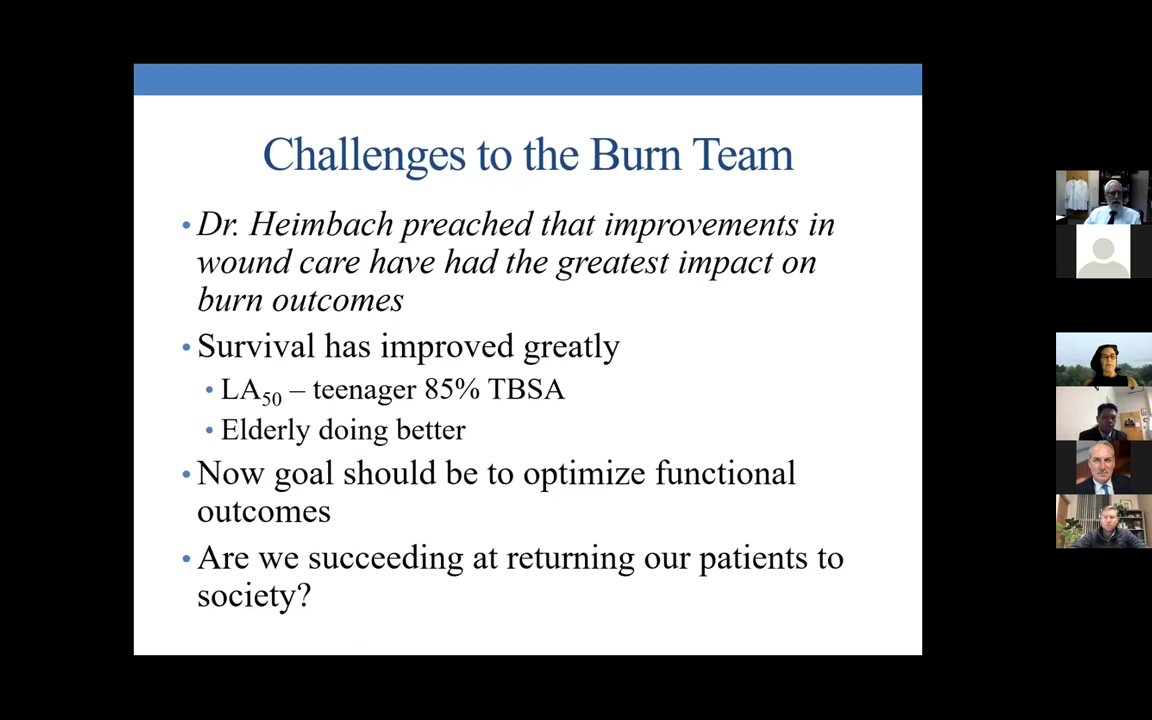 Challenges to the Burn Team
• Dr. Heimbach preached that improvements in
wound care have had the greatest impact on
burn outcomes
• Survival has improved greatly
• LA50 – teenager 85% TBSA
• Elderly doing better
• Now goal should be to optimize functional
outcomes
• Are we succeeding at returning our patients to
society?